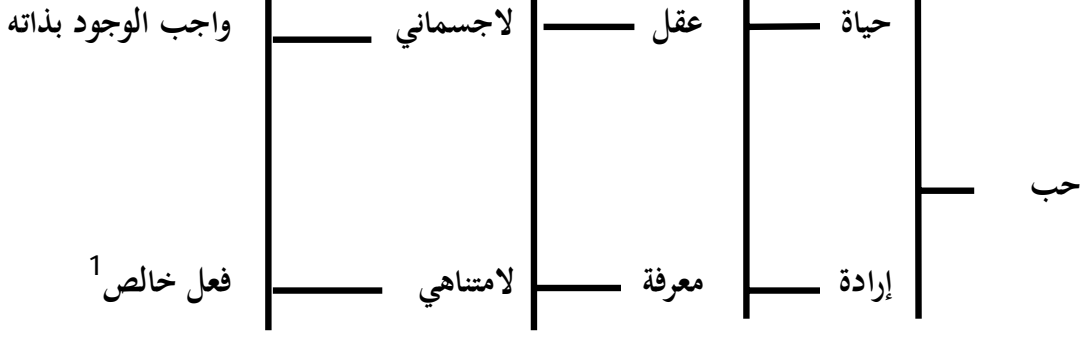 حياة عقل لاجسماني واجب الوجود بذاته
حب
إرادة معرفة لامتناهي فعل خالص1